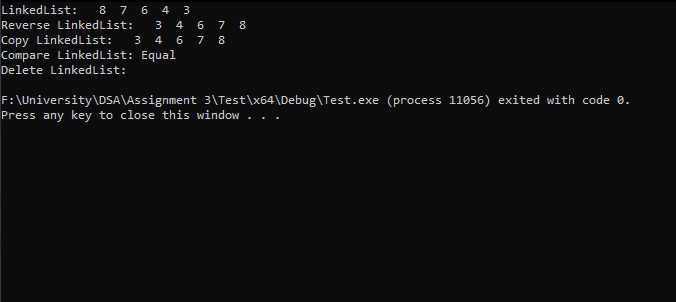 LinkedList:   8  7  6  4  3
Reverse LinkedList:   3  4  6  7  8
Copy LinkedList:   3  4  6  7  8
Compare LinkedList: Equal
Delete LinkedList:
F:\University\DSA\Assignment 3\Test\x64\Debug\Test.exe (process 11056) exited with code 0.
Press any key to close this window . . .